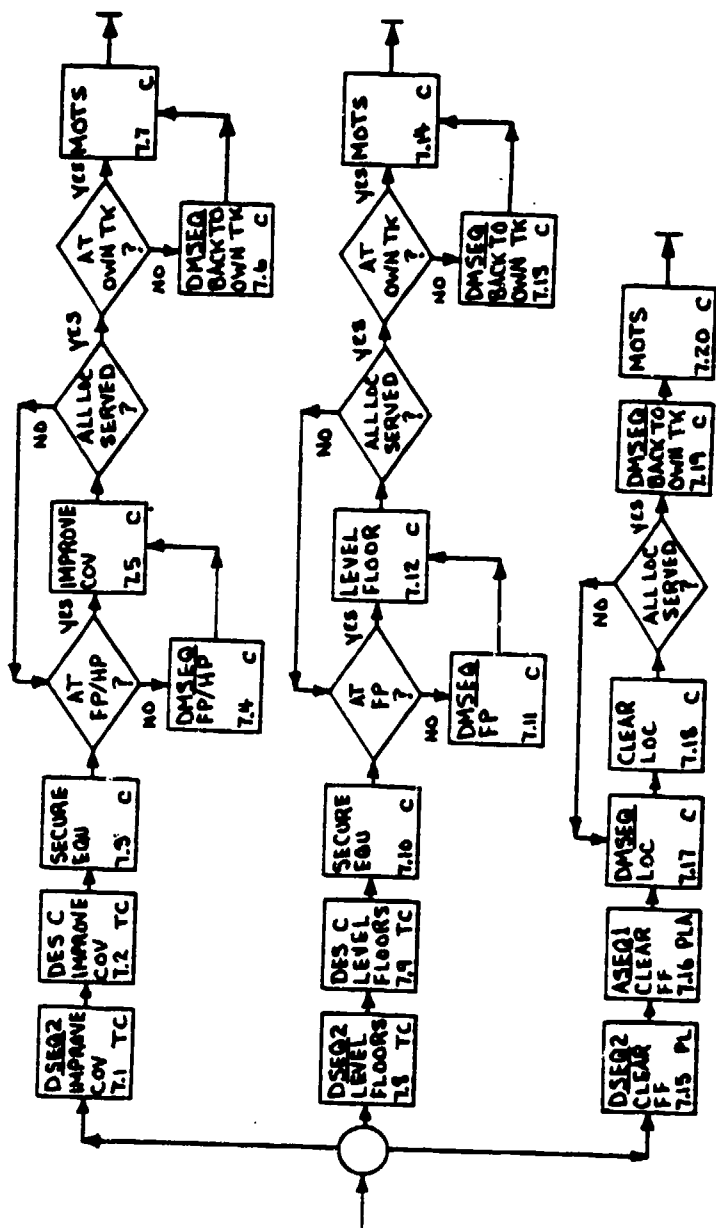 DSEQ2
IMPROVE
COV
7.1 TC
DES C
IMPROVE
COV
7.2 TC
SECURE
EQU
7.3 C
AT
FP/HP
?
YES
NO
DMSEQ
FP/HP
7.4 C
IMPROVE
COV
7.5 C
ALL LOC
SERVED
?
NO
YES
AT
OWN TK
?
YES
NO
DMSEQ
BACK TO
OWN TK
7.6 C
MOTS
7.7 C
DSEQ2
LEVEL
FLOORS
7.8 TC
DES C
LEVEL
FLOORS
7.9 TC
SECURE
EQU
7.10 C
AT
FP
?
YES
NO
DMSEQ
FP
7.11 C
LEVEL
FLOOR
7.12 C
ALL LOC
SERVED
?
NO
YES
AT
OWN TK
?
YES
NO
DMSEQ
BACK TO
OWN TK
7.13 C
MOTS
7.14 C
DSEQ2
CLEAR
FF
7.15 PL
ASEQ1
CLEAR
FF
7.16 PLA
DMSEQ
LOC
7.17 C
CLEAR
LOC
7.18 C
ALL LOC
SERVED
?
NO
YES
DMSEQ
BACK TO
OWN TK
7.19 C
MOTS
7.20 C